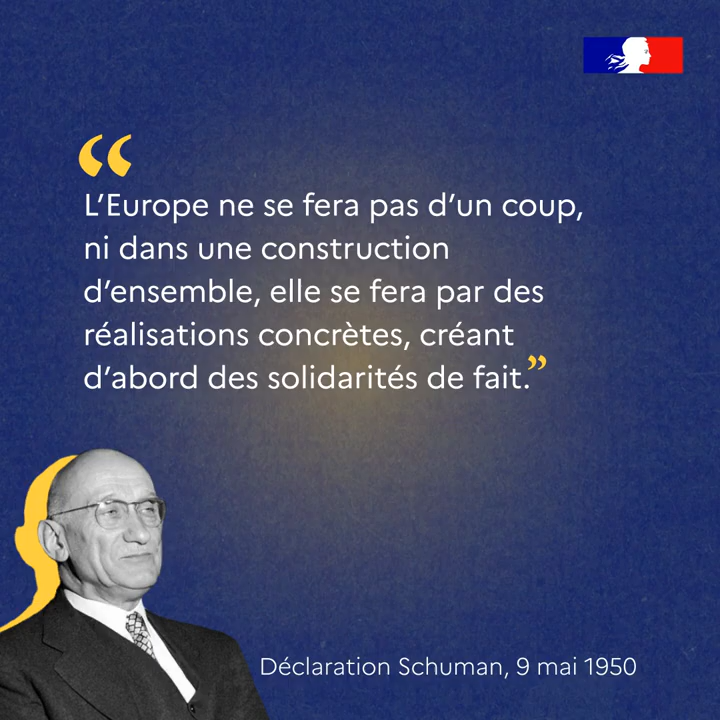 “
L’Europe ne se fera pas d’un coup,
ni dans une construction
d’ensemble, elle se fera par des
réalisations concrètes, créant
d’abord des solidarités de fait.”
Déclaration Schuman, 9 mai 1950